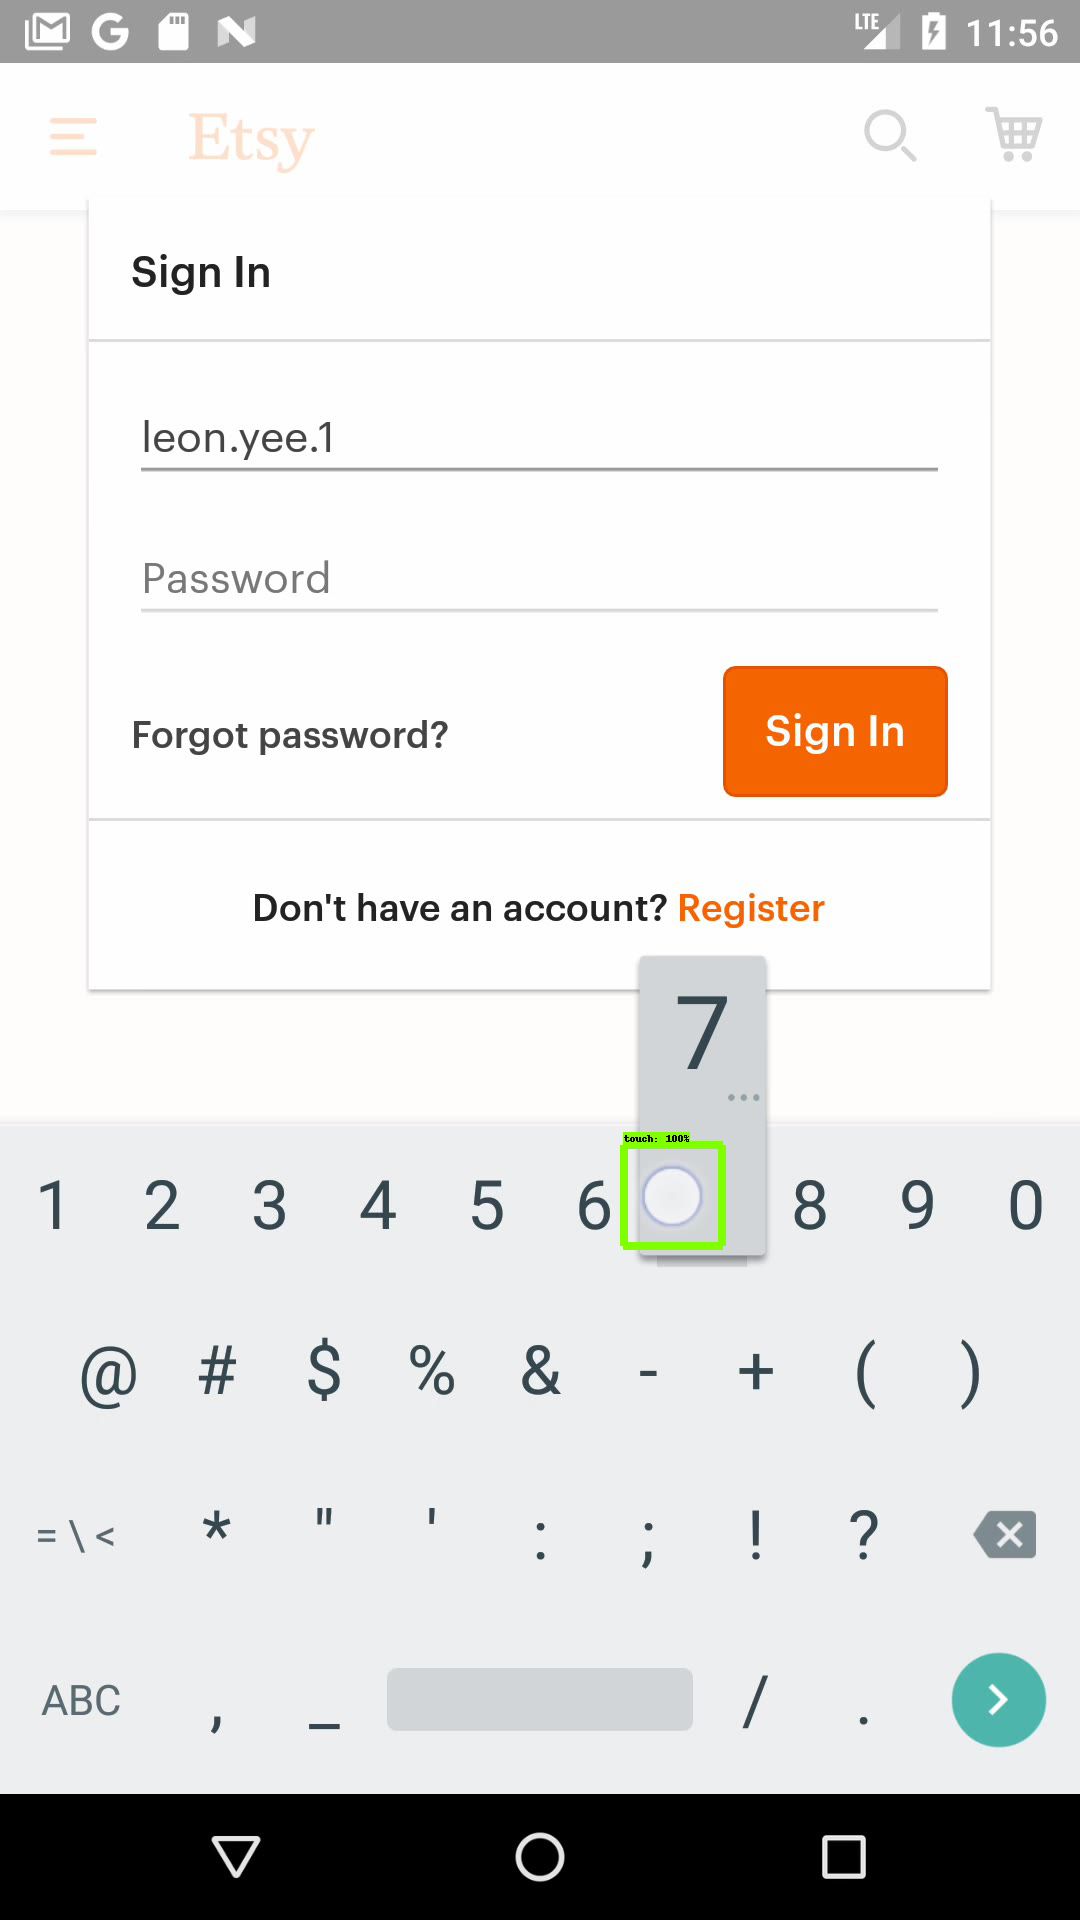 LTE 11:56
Etsy
Sign In
leon.yee.1
Password
Forgot password?
Sign In
Don't have an account? Register
7
touch: 100%
1 2 3 4 5 6 8 9 0
@ # $ % & - + ( )
= \ < * " ' : ; ! ?
ABC , _ / .